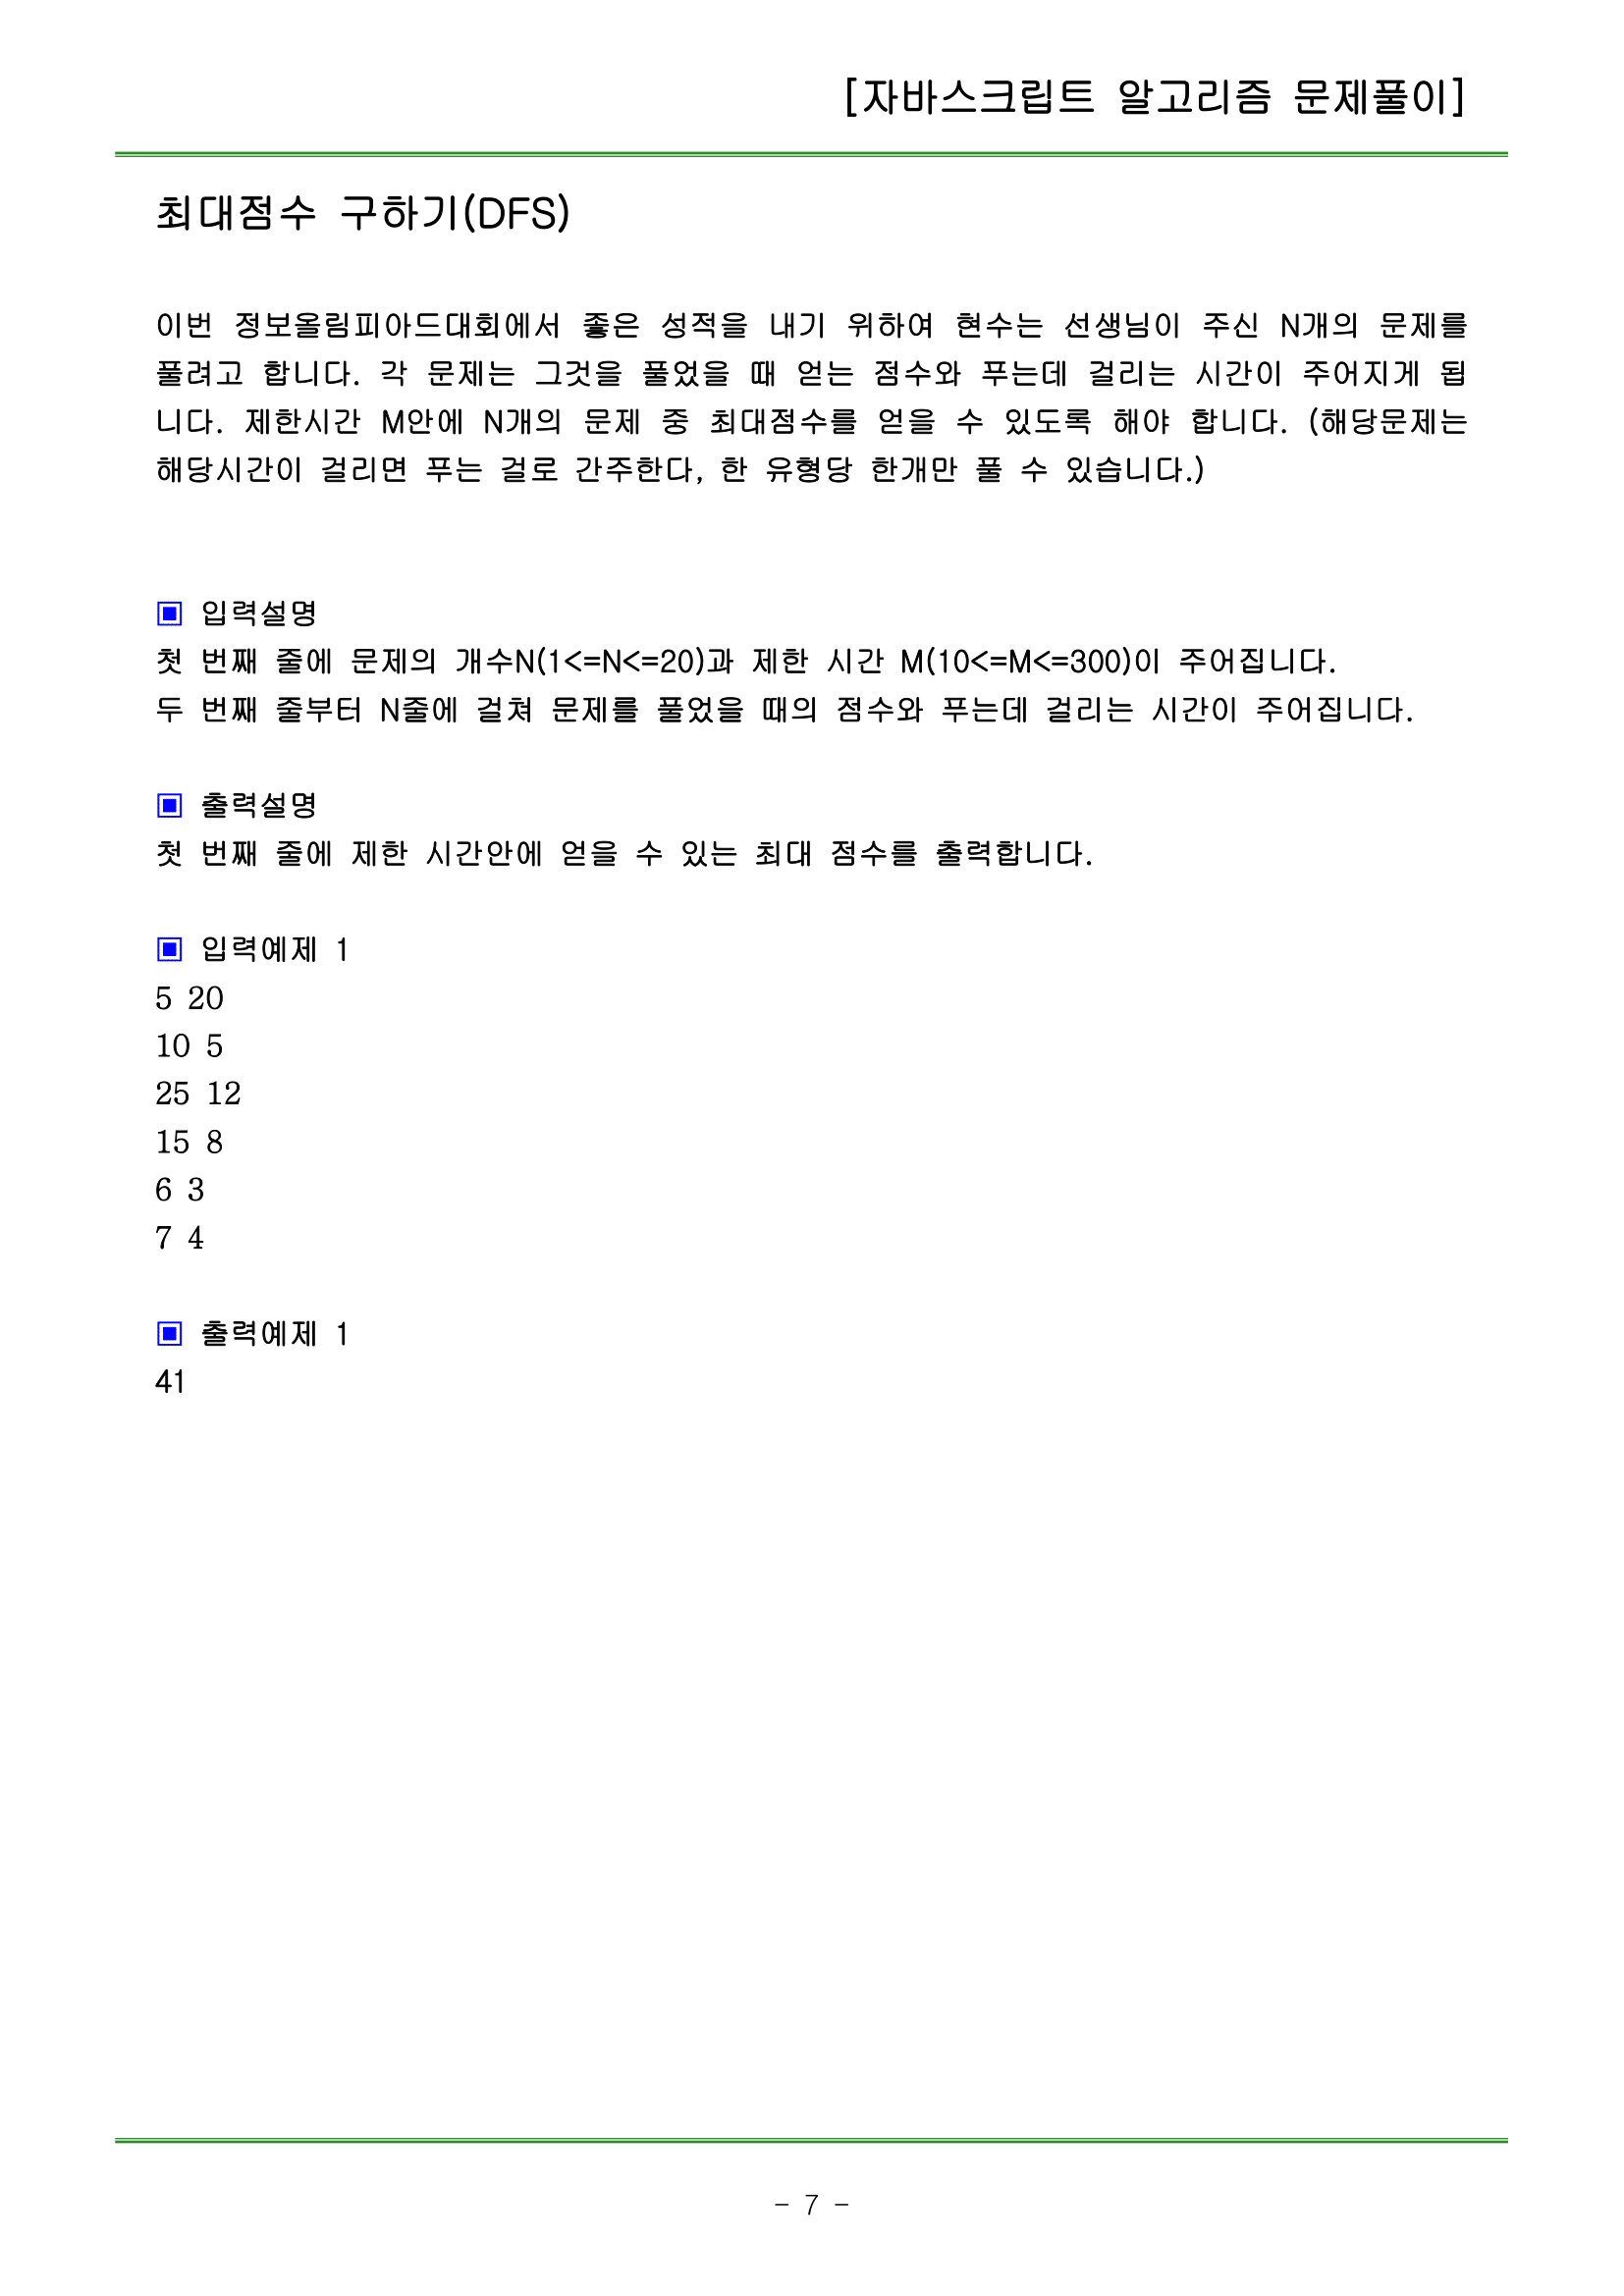 [자바스크립트 알고리즘 문제풀이]
최대점수 구하기(DFS)
이번 정보올림피아드대회에서 좋은 성적을 내기 위하여 현수는 선생님이 주신 N개의 문제를
풀려고 합니다. 각 문제는 그것을 풀었을 때 얻는 점수와 푸는데 걸리는 시간이 주어지게 됩
니다. 제한시간 M안에 N개의 문제 중 최대점수를 얻을 수 있도록 해야 합니다. (해당문제는
해당시간이 걸리면 푸는 걸로 간주한다, 한 유형당 한개만 풀 수 있습니다.)
▣ 입력설명
첫 번째 줄에 문제의 개수N(1<=N<=20)과 제한 시간 M(10<=M<=300)이 주어집니다.
두 번째 줄부터 N줄에 걸쳐 문제를 풀었을 때의 점수와 푸는데 걸리는 시간이 주어집니다.
▣ 출력설명
첫 번째 줄에 제한 시간안에 얻을 수 있는 최대 점수를 출력합니다.
▣ 입력예제 1
5 20
10 5
25 12
15 8
6 3
7 4
▣ 출력예제 1
41
- 7 -